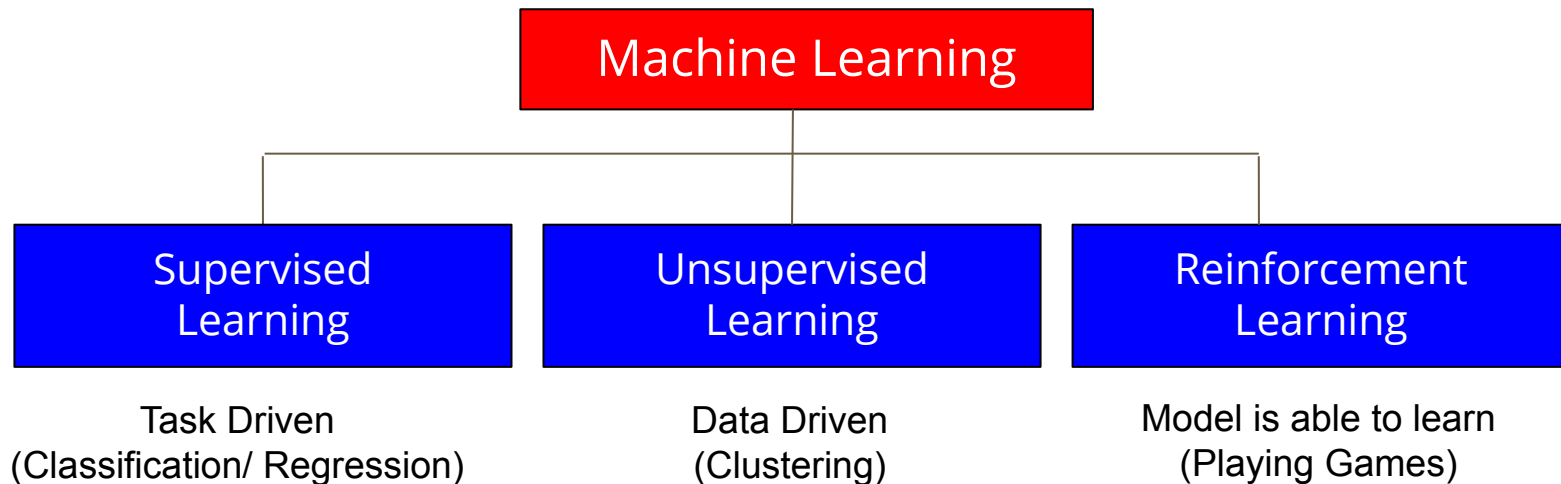 Machine Learning
Supervised
Learning
Unsupervised
Learning
Reinforcement
Learning
Task Driven
(Classification/ Regression)
Data Driven
(Clustering)
Model is able to learn
(Playing Games)